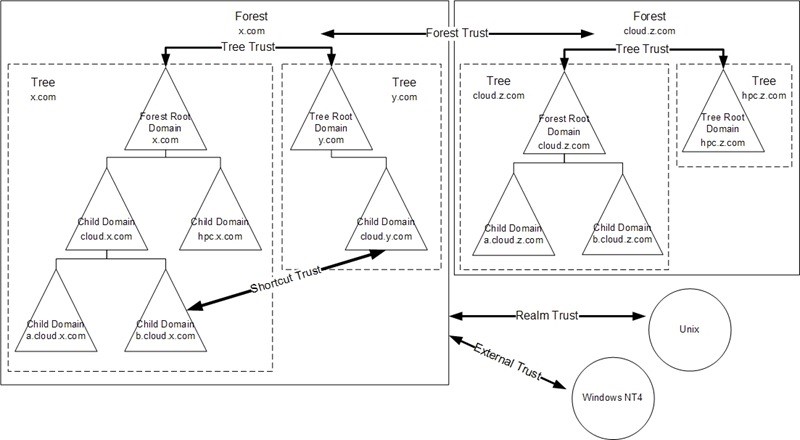 Forest
x.com
Forest Trust
Forest
cloud.z.com
Tree Trust
Tree Trust
Tree
x.com
Tree
y.com
Tree
cloud.z.com
Tree
hpc.z.com
Forest Root
Domain
x.com
Tree Root
Domain
y.com
Forest Root
Domain
cloud.z.com
Tree Root
Domain
hpc.z.com
Child Domain
cloud.x.com
Child Domain
hpc.x.com
Child Domain
cloud.y.com
Child Domain
a.cloud.z.com
Child Domain
b.cloud.z.com
Shortcut Trust
Child Domain
a.cloud.x.com
Child Domain
b.cloud.x.com
Realm Trust
Unix
External Trust
Windows NT4